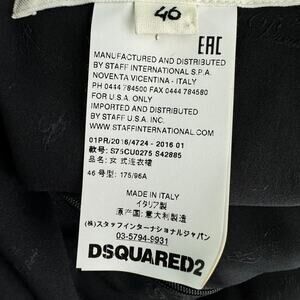 46
EAC
MANUFACTURED AND DISTRIBUTED
BY STAFF INTERNATIONAL S.P.A.
NOVENTA VICENTINA - ITALY
PH 0444 784500 FAX 0444 784580
FOR U.S.A. ONLY
IMPORTED AND DISTRIBUTED
BY STAFF U.S.A. INC.
WWW.STAFFINTERNATIONAL.COM
01PR/2016/4724 - 2016 01
款号: S75CU0275 S42885
品名: 女式连衣裙
46 号型: 175/96A
MADE IN ITALY
イタリア製
原产国: 意大利制造
(株)スタッフインターナショナルジャパン
03-5794-9931
DSQUARED2